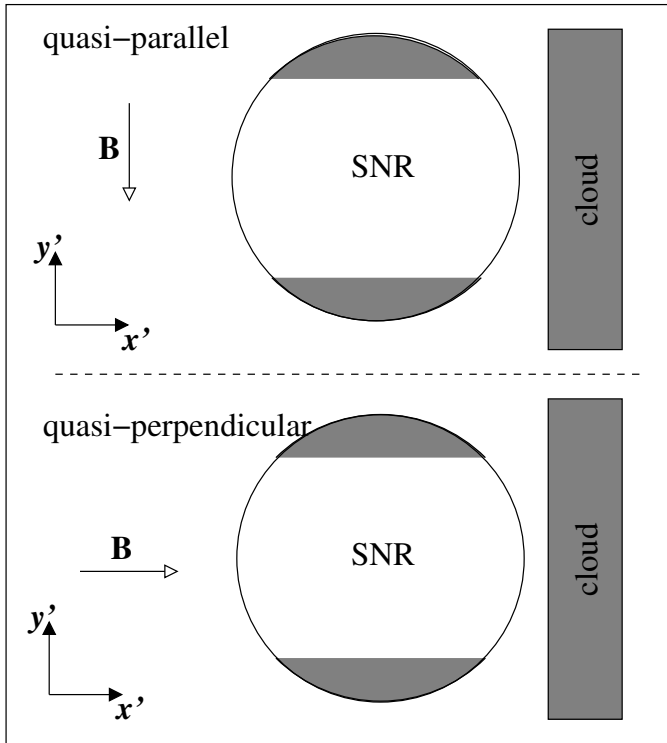 quasi−parallel
B
SNR
cloud
y’
x’
quasi−perpendicular
B
SNR
cloud
y’
x’